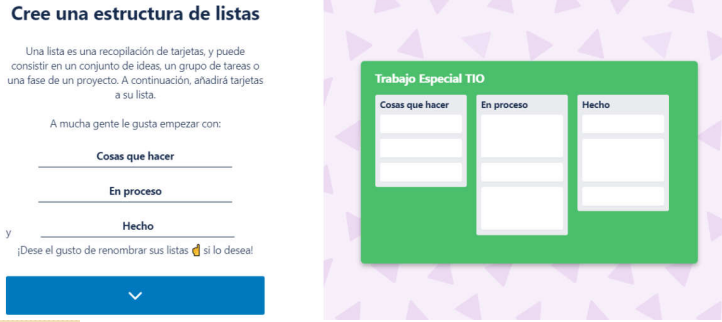 Cree una estructura de listas
Una lista es una recopilación de tarjetas, y puede
consistir en un conjunto de ideas, un grupo de tareas o
una fase de un proyecto. A continuación, añadirá tarjetas
a su lista.
A mucha gente le gusta empezar con:
Cosas que hacer
En proceso
y
Hecho
¡Dese el gusto de renombrar sus listas ☝ si lo desea!
Trabajo Especial TIO
Cosas que hacer
En proceso
Hecho